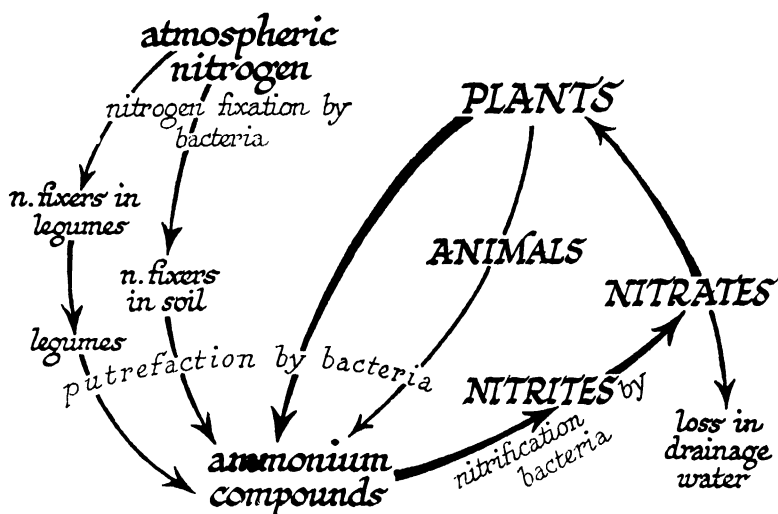 atmospheric
nitrogen
nitrogen fixation by
bacteria
PLANTS
n. fixers in
legumes
ANIMALS
n. fixers
in soil
NITRATES
legumes
putrefaction by bacteria
NITRITES by
nitrification
bacteria
loss in
drainage
water
ammonium
compounds